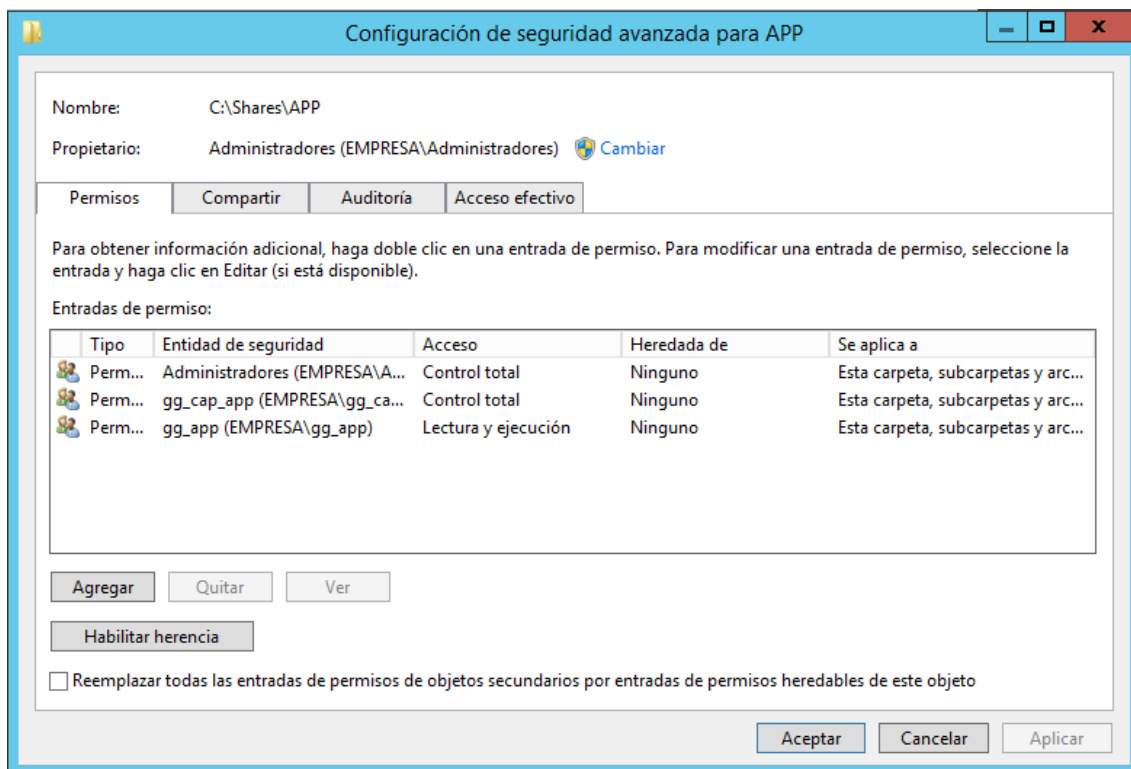 Configuración de seguridad avanzada para APP
Nombre: C:\Shares\APP
Propietario: Administradores (EMPRESA\Administradores) Cambiar
Permisos Compartir Auditoría Acceso efectivo
Para obtener información adicional, haga doble clic en una entrada de permiso. Para modificar una entrada de permiso, seleccione la
entrada y haga clic en Editar (si está disponible).
Entradas de permiso:
Tipo Entidad de seguridad Acceso Heredada de Se aplica a
Perm... Administradores (EMPRESA\A... Control total Ninguno Esta carpeta, subcarpetas y arc...
Perm... gg_cap_app (EMPRESA\gg_ca... Control total Ninguno Esta carpeta, subcarpetas y arc...
Perm... gg_app (EMPRESA\gg_app) Lectura y ejecución Ninguno Esta carpeta, subcarpetas y arc...
Agregar Quitar Ver
Habilitar herencia
Reemplazar todas las entradas de permisos de objetos secundarios por entradas de permisos heredables de este objeto
Aceptar Cancelar Aplicar